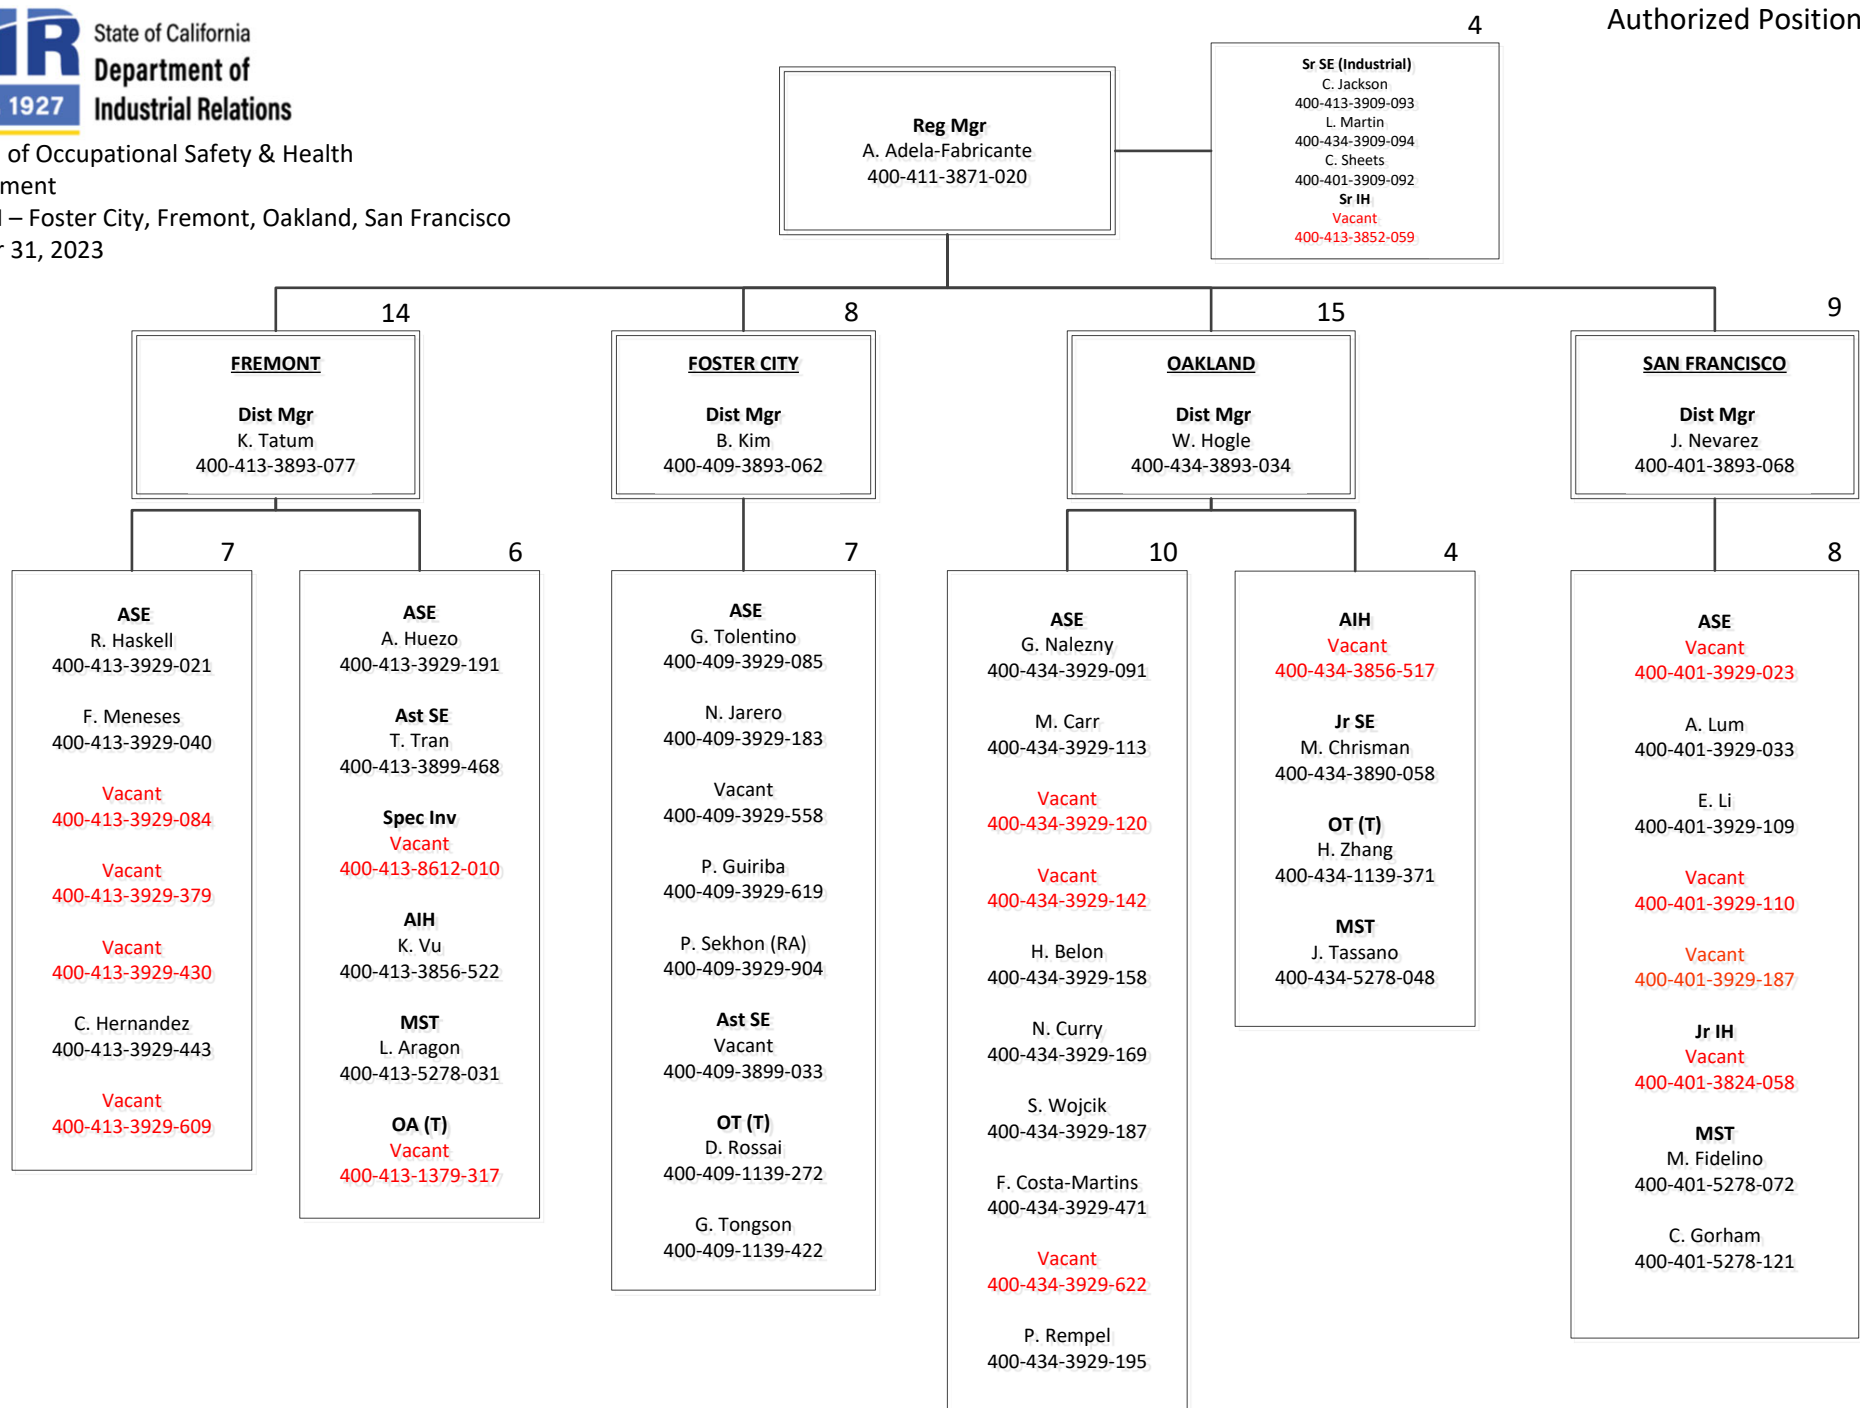 State of California
Department of
Industrial Relations
1927
of Occupational Safety & Health
– Foster City, Fremont, Oakland, San Francisco
31, 2023
Authorized Position
Reg Mgr
A. Adela-Fabricante
400-411-3871-020
4
Sr SE (Industrial)
C. Jackson
400-413-3909-093
L. Martin
400-434-3909-094
C. Sheets
400-401-3909-092
Sr IH
Vacant
400-413-3852-059
14
FREMONT
Dist Mgr
K. Tatum
400-413-3893-077
8
FOSTER CITY
Dist Mgr
B. Kim
400-409-3893-062
15
OAKLAND
Dist Mgr
W. Hogle
400-434-3893-034
9
SAN FRANCISCO
Dist Mgr
J. Nevarez
400-401-3893-068
7
ASE
R. Haskell
400-413-3929-021
F. Meneses
400-413-3929-040
Vacant
400-413-3929-084
Vacant
400-413-3929-379
Vacant
400-413-3929-430
C. Hernandez
400-413-3929-443
Vacant
400-413-3929-609
6
ASE
A. Huezo
400-413-3929-191
Ast SE
T. Tran
400-413-3899-468
Spec Inv
Vacant
400-413-8612-010
AIH
K. Vu
400-413-3856-522
MST
L. Aragon
400-413-5278-031
OA (T)
Vacant
400-413-1379-317
7
ASE
G. Tolentino
400-409-3929-085
N. Jarero
400-409-3929-183
Vacant
400-409-3929-558
P. Guiriba
400-409-3929-619
P. Sekhon (RA)
400-409-3929-904
Ast SE
Vacant
400-409-3899-033
OT (T)
D. Rossai
400-409-1139-272
G. Tongson
400-409-1139-422
10
ASE
G. Nalezny
400-434-3929-091
M. Carr
400-434-3929-113
Vacant
400-434-3929-120
Vacant
400-434-3929-142
H. Belon
400-434-3929-158
N. Curry
400-434-3929-169
S. Wojcik
400-434-3929-187
F. Costa-Martins
400-434-3929-471
Vacant
400-434-3929-622
P. Rempel
400-434-3929-195
4
AIH
Vacant
400-434-3856-517
Jr SE
M. Chrisman
400-434-3890-058
OT (T)
H. Zhang
400-434-1139-371
MST
J. Tassano
400-434-5278-048
8
ASE
Vacant
400-401-3929-023
A. Lum
400-401-3929-033
E. Li
400-401-3929-109
Vacant
400-401-3929-110
Vacant
400-401-3929-187
Jr IH
Vacant
400-401-3824-058
MST
M. Fidelino
400-401-5278-072
C. Gorham
400-401-5278-121